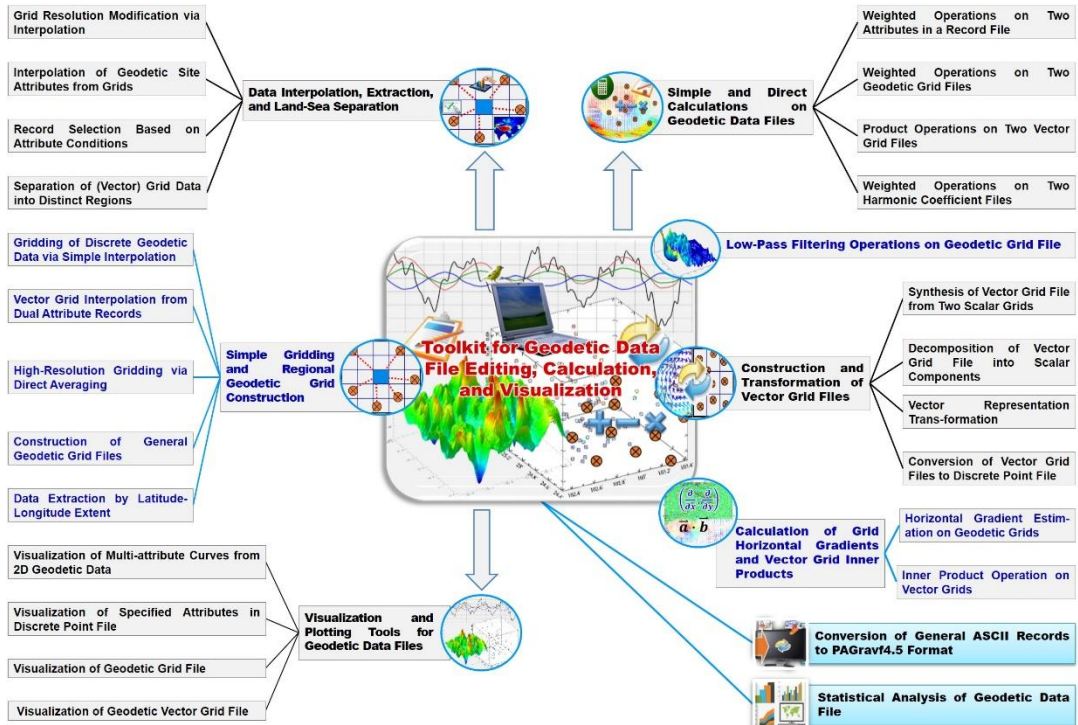 Grid Resolution Modification via
Interpolation
Interpolation of Geodetic Site
Attributes from Grids
Record Selection Based on
Attribute Conditions
Separation of (Vector) Grid Data
into Distinct Regions
Data Interpolation, Extraction,
and Land-Sea Separation
Simple and Direct
Calculations on
Geodetic Data Files
Weighted Operations on Two
Attributes in a Record File
Weighted Operations on Two
Geodetic Grid Files
Product Operations on Two Vector
Grid Files
Weighted Operations on Two
Harmonic Coefficient Files
Low-Pass Filtering Operations on Geodetic Grid File
Gridding of Discrete Geodetic
Data via Simple Interpolation
Vector Grid Interpolation from
Dual Attribute Records
High-Resolution Gridding via
Direct Averaging
Construction of General
Geodetic Grid Files
Data Extraction by Latitude-
Longitude Extent
Simple Gridding
and Regional
Geodetic Grid
Construction
Toolkit for Geodetic Data
File Editing, Calculation,
and Visualization
Construction and
Transformation of
Vector Grid Files
Synthesis of Vector Grid File
from Two Scalar Grids
Decomposition of Vector
Grid File into Scalar
Components
Vector Representation
Trans-formation
Conversion of Vector Grid
Files to Discrete Point File
(∂/∂x, ∂/∂y)
a · b
Calculation of Grid
Horizontal Gradients
and Vector Grid Inner
Products
Horizontal Gradient Estim-
ation on Geodetic Grids
Inner Product Operation on
Vector Grids
Visualization of Multi-attribute Curves from
2D Geodetic Data
Visualization of Specified Attributes in
Discrete Point File
Visualization of Geodetic Grid File
Visualization of Geodetic Vector Grid File
Visualization and
Plotting Tools for
Geodetic Data Files
Conversion of General ASCII Records
to PAGravf4.5 Format
Statistical Analysis of Geodetic Data
File